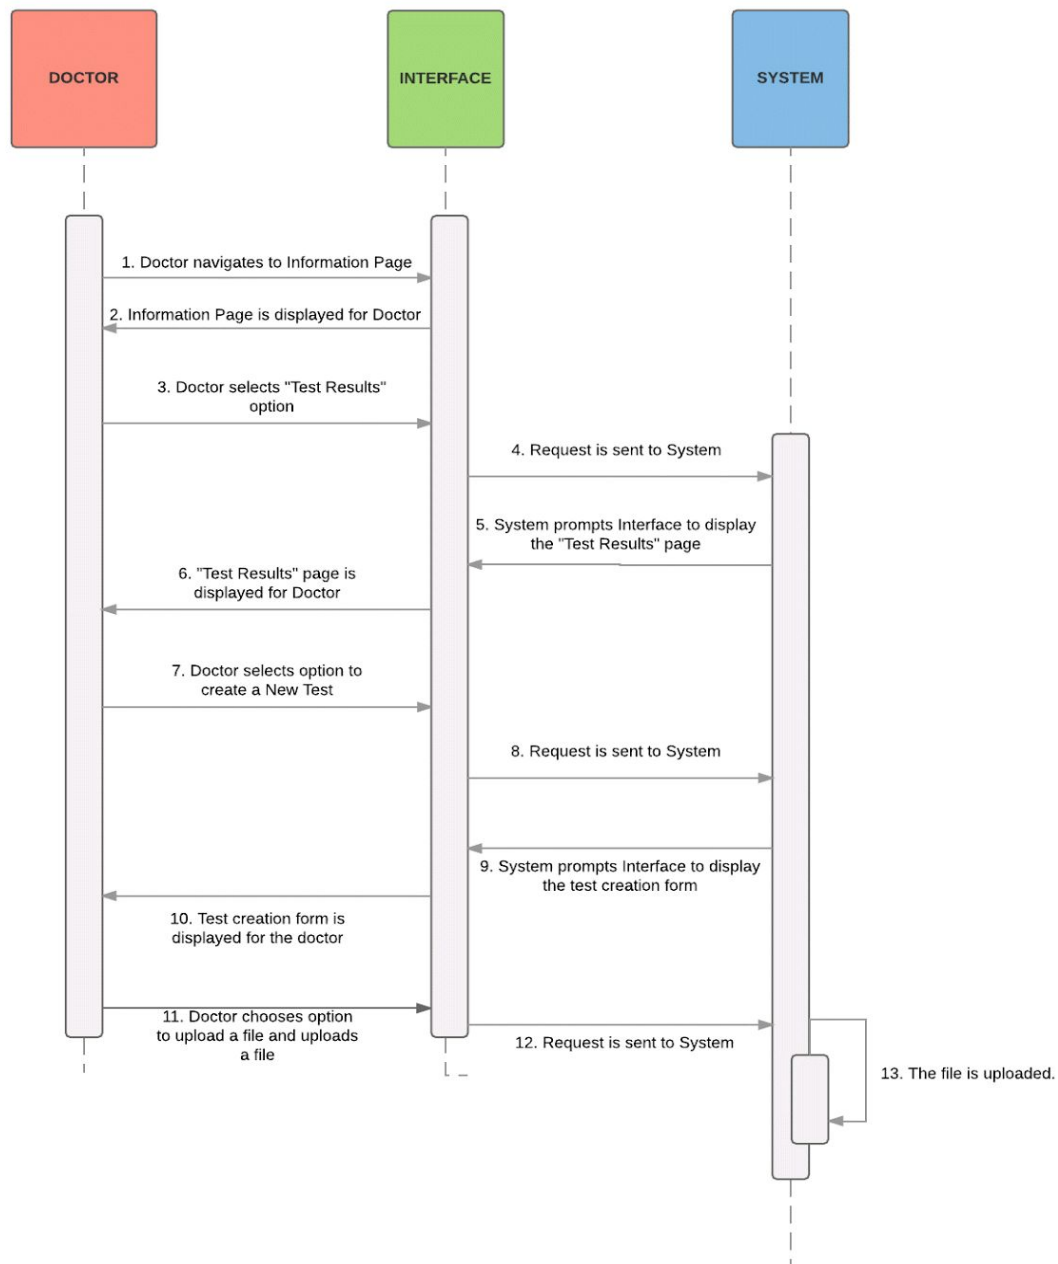 DOCTOR
INTERFACE
SYSTEM
1. Doctor navigates to Information Page
2. Information Page is displayed for Doctor
3. Doctor selects "Test Results"
option
4. Request is sent to System
5. System prompts Interface to display
the "Test Results" page
6. "Test Results" page is
displayed for Doctor
7. Doctor selects option to
create a New Test
8. Request is sent to System
9. System prompts Interface to display
the test creation form
10. Test creation form is
displayed for the doctor
11. Doctor chooses option
to upload a file and uploads
a file
12. Request is sent to System
13. The file is uploaded.